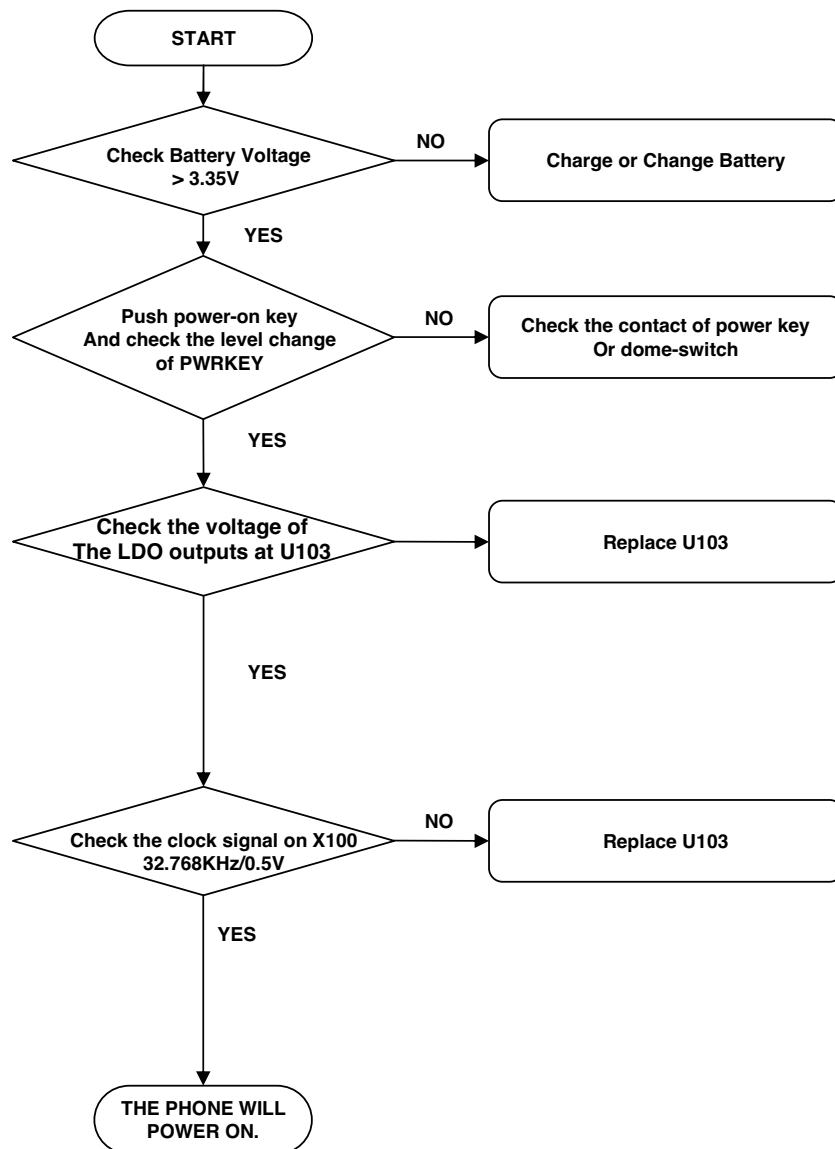 START
Check Battery Voltage
> 3.35V
NO
Charge or Change Battery
YES
Push power-on key
And check the level change
of PWRKEY
NO
Check the contact of power key
Or dome-switch
YES
Check the voltage of
The LDO outputs at U103
Replace U103
YES
Check the clock signal on X100
32.768KHz/0.5V
NO
Replace U103
YES
THE PHONE WILL
POWER ON.